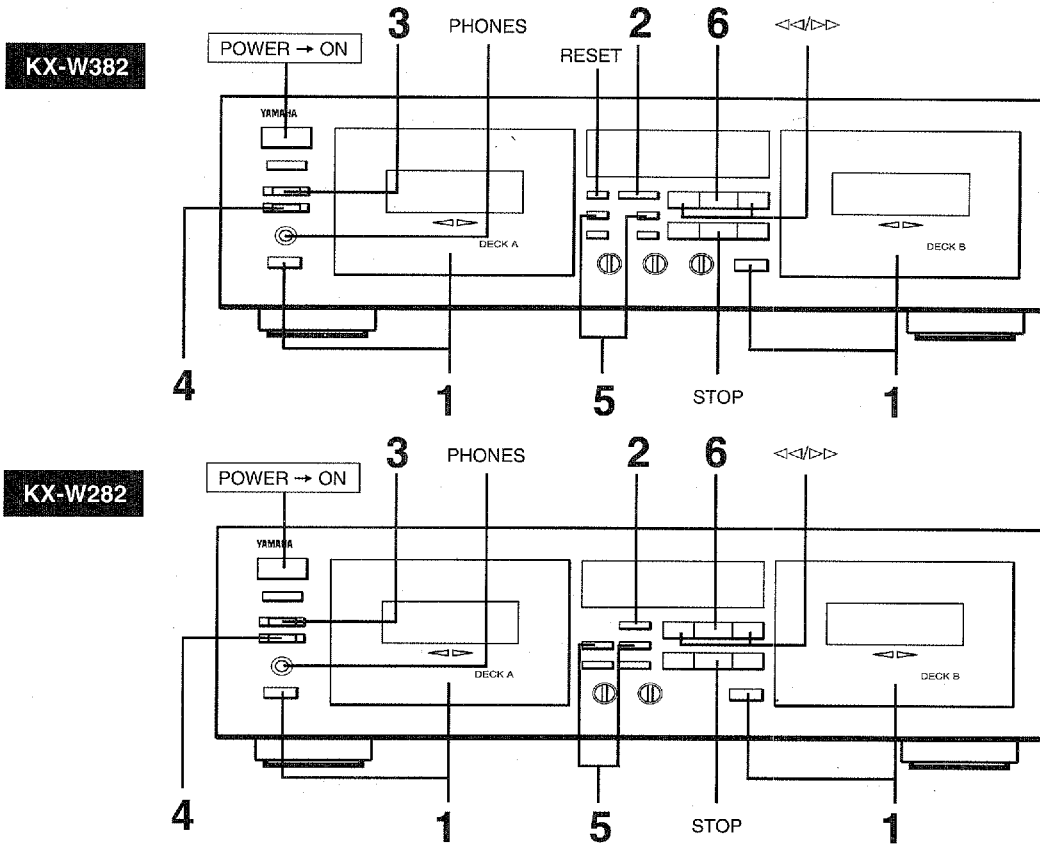 3 PHONES 2 6 ◁◁/▷▷
POWER → ON
RESET
KX-W382
YAMAHA
DECK A
DECK B
4
1
5
STOP
1
3 PHONES 2 6 ◁◁/▷▷
POWER → ON
KX-W282
YAMAHA
DECK A
DECK B
4
1
5
STOP
1